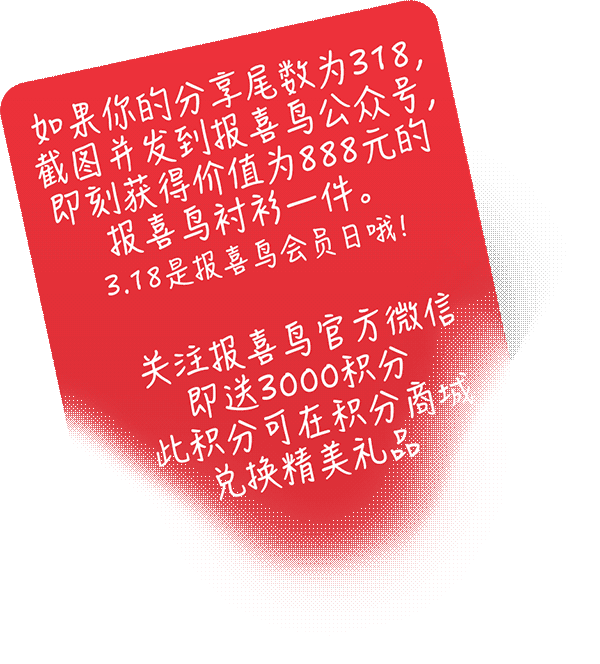 如果你的分享尾数为318,
截图并发到报喜鸟公众号,
即刻获得价值为888元的
报喜鸟衬衫一件。
3.18是报喜鸟会员日哦!
关注报喜鸟官方微信
即送3000积分
此积分可在积分商城
兑换精美礼品